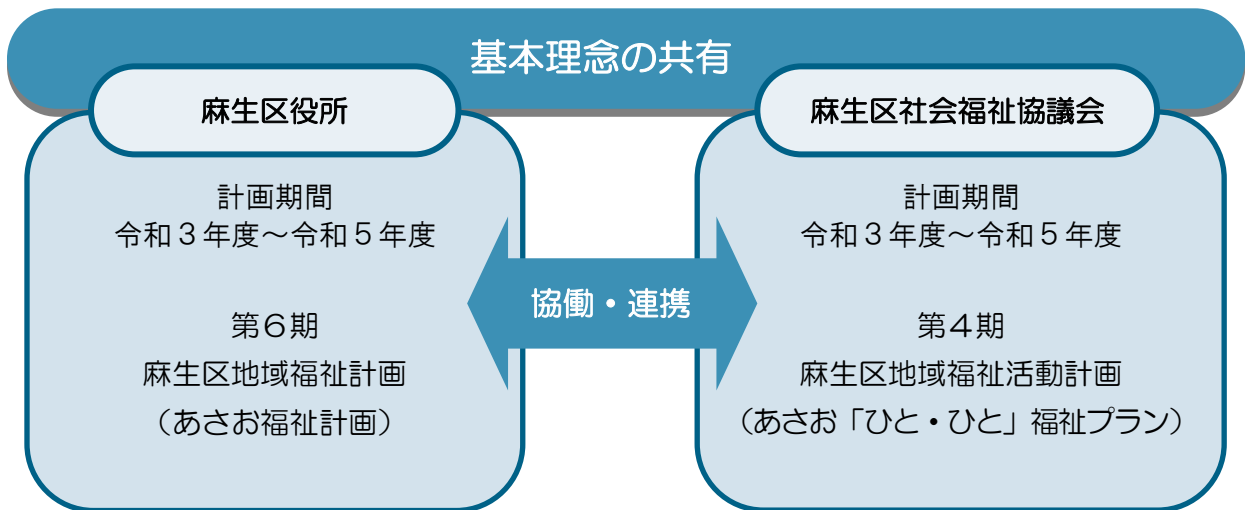 基本理念の共有
麻生区役所
計画期間
令和３年度～令和５年度
第６期
麻生区地域福祉計画
（あさお福祉計画）
協働・連携
麻生区社会福祉協議会
計画期間
令和３年度～令和５年度
第４期
麻生区地域福祉活動計画
（あさお「ひと・ひと」福祉プラン）